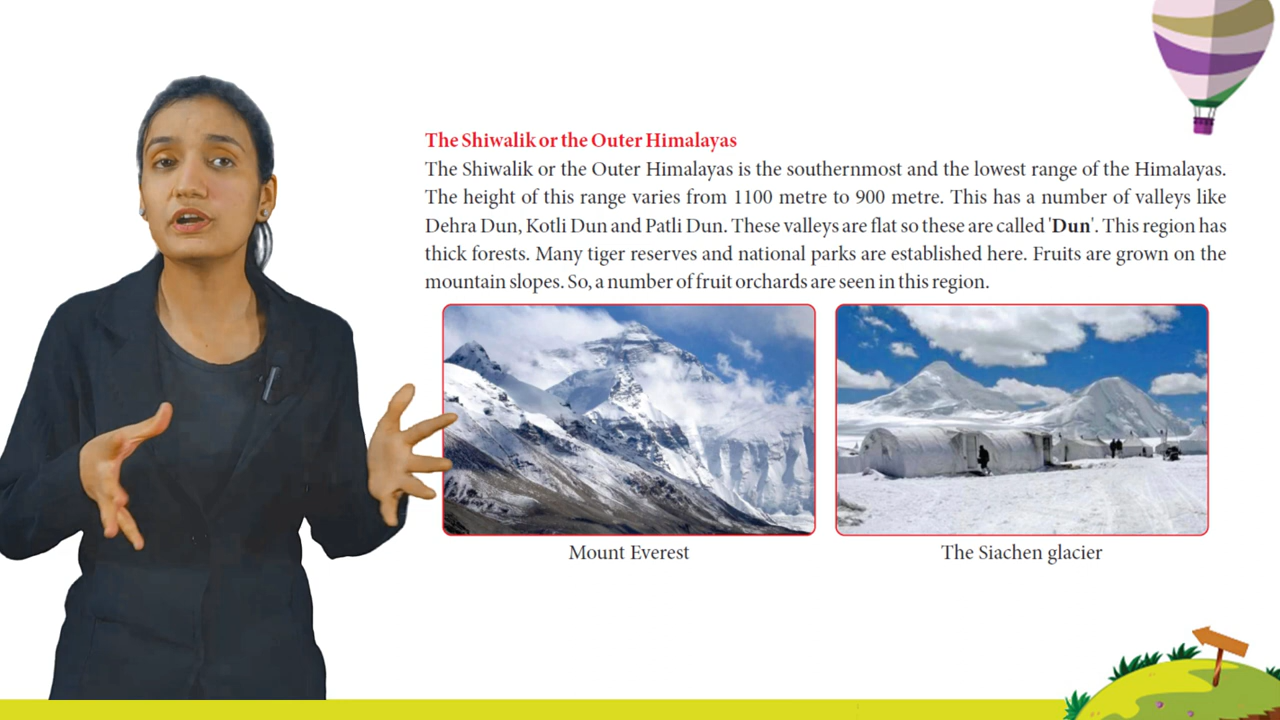 The Shiwalik or the Outer Himalayas
The Shiwalik or the Outer Himalayas is the southernmost and the lowest range of the Himalayas.
The height of this range varies from 1100 metre to 900 metre. This has a number of valleys like
Dehra Dun, Kotli Dun and Patli Dun. These valleys are flat so these are called 'Dun'. This region has
thick forests. Many tiger reserves and national parks are established here. Fruits are grown on the
mountain slopes. So, a number of fruit orchards are seen in this region.
Mount Everest
The Siachen glacier